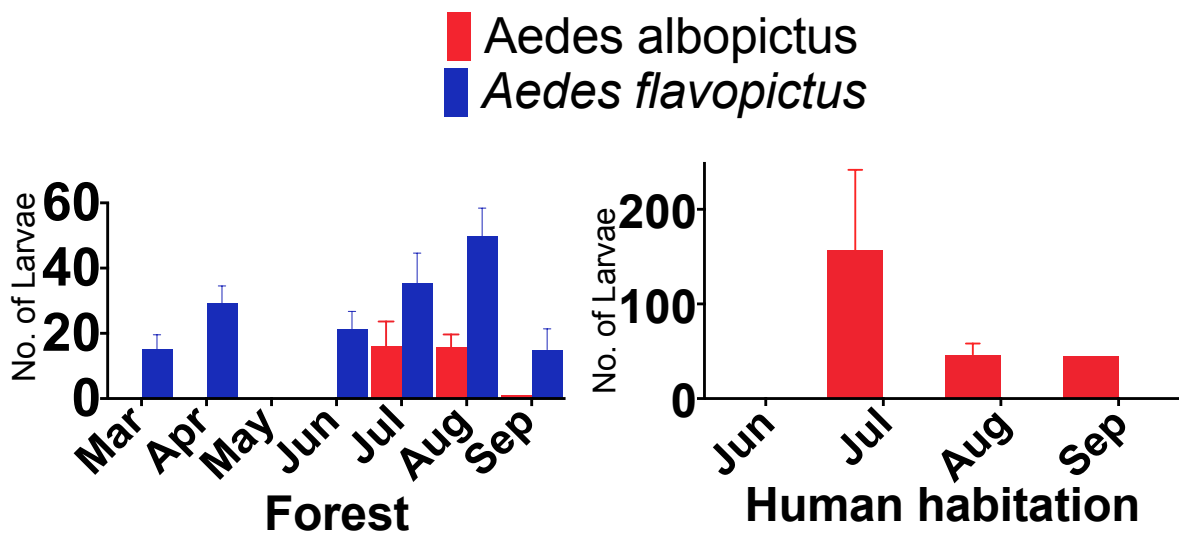 Aedes albopictus
Aedes flavopictus
No. of Larvae
60
40
20
0
Mar
Apr
May
Jun
Jul
Aug
Sep
Forest
No. of Larvae
200
100
0
Jun
Jul
Aug
Sep
Human habitation